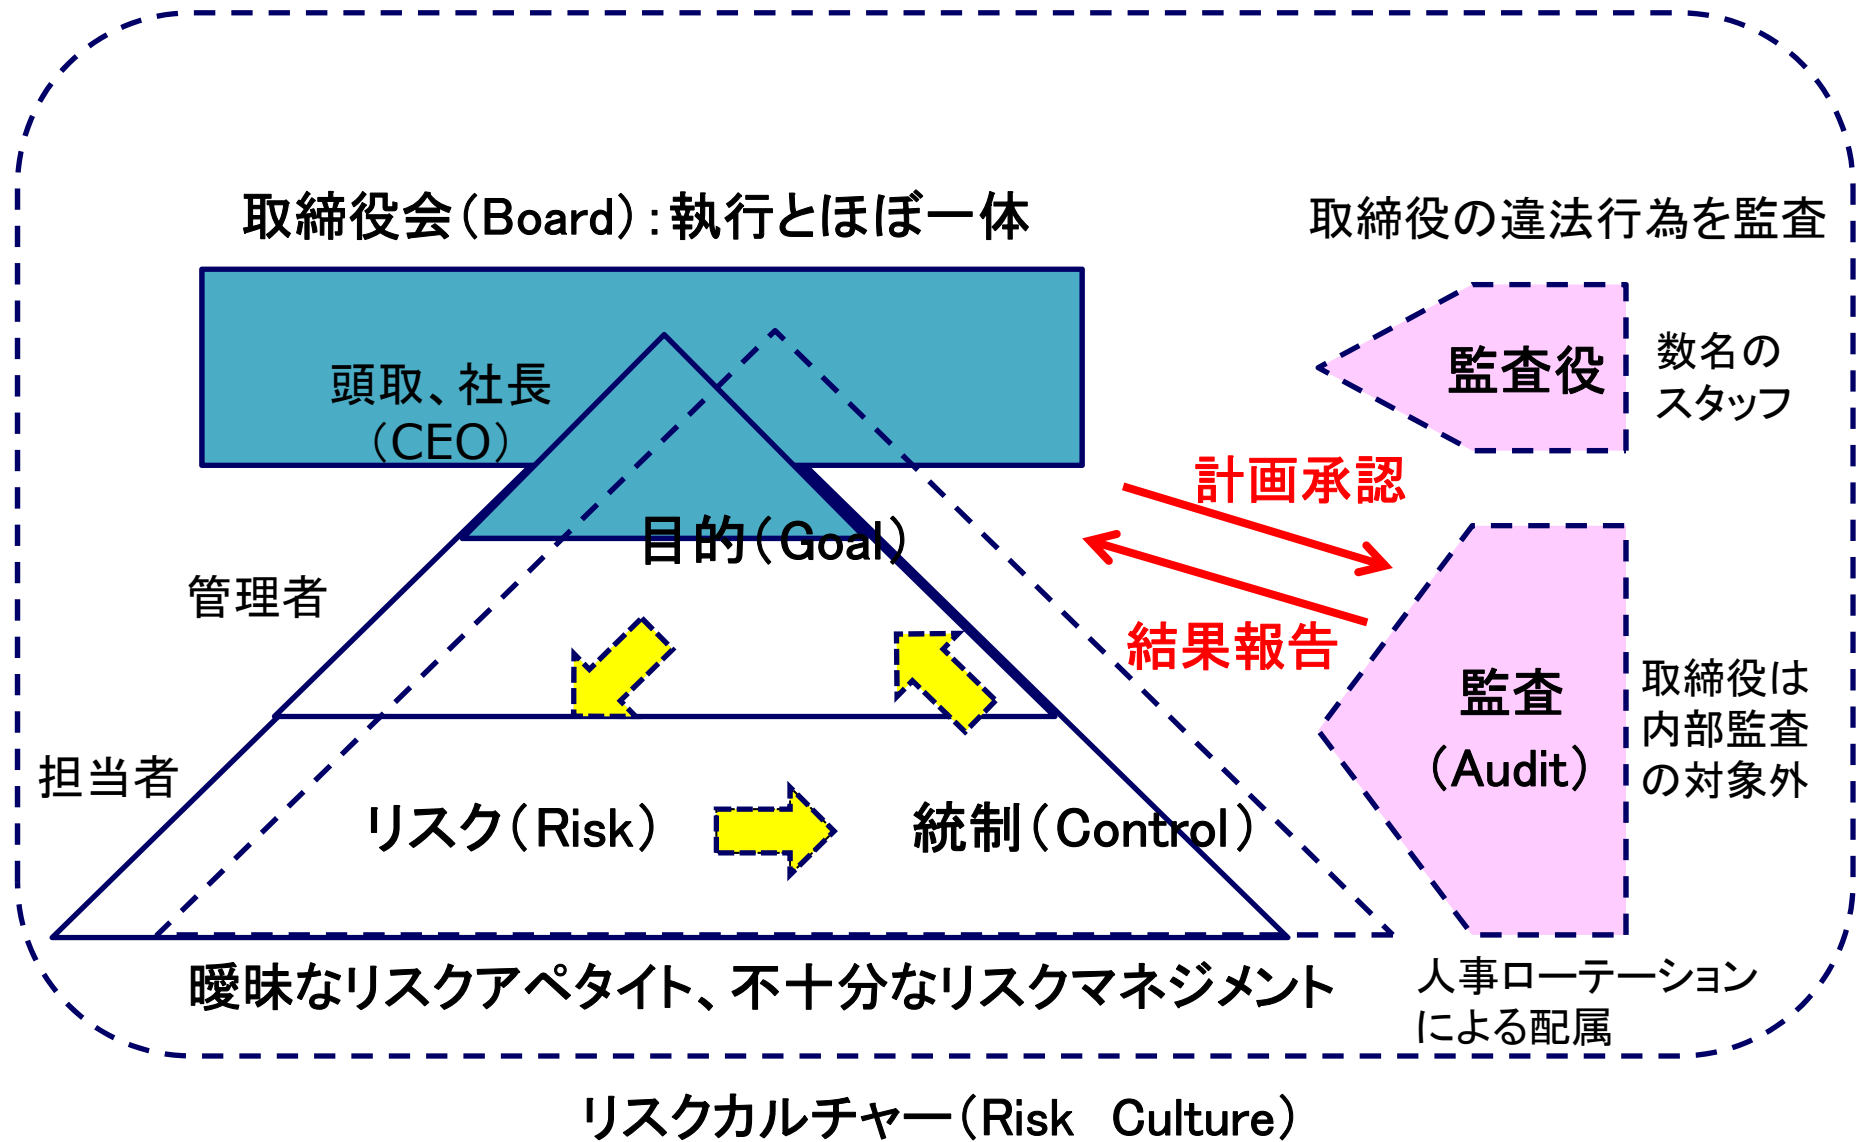 取締役会（Board）：執行とほぼ一体
取締役の違法行為を監査
頭取、社長
（CEO）
監査役
数名の
スタッフ
計画承認
目的（Goal）
管理者
結果報告
監査
（Audit）
取締役は
内部監査
の対象外
担当者
リスク（Risk）
統制（Control）
曖昧なリスクアペタイト、不十分なリスクマネジメント
人事ローテーション
による配属
リスクカルチャー（Risk　Culture）